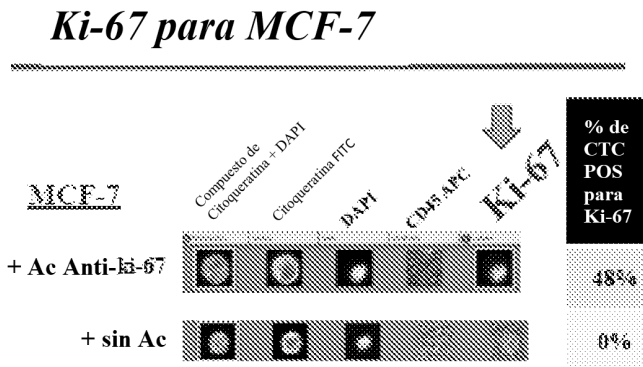 Ki-67 para MCF-7
Compuesto de
Citoqueratina + DAPI
Citoqueratina FITC
DAPI
CD45 APC
Ki-67
% de
CTC
POS
para
Ki-67
MCF-7
+ Ac Anti-ki-67
48%
+ sin Ac
0%